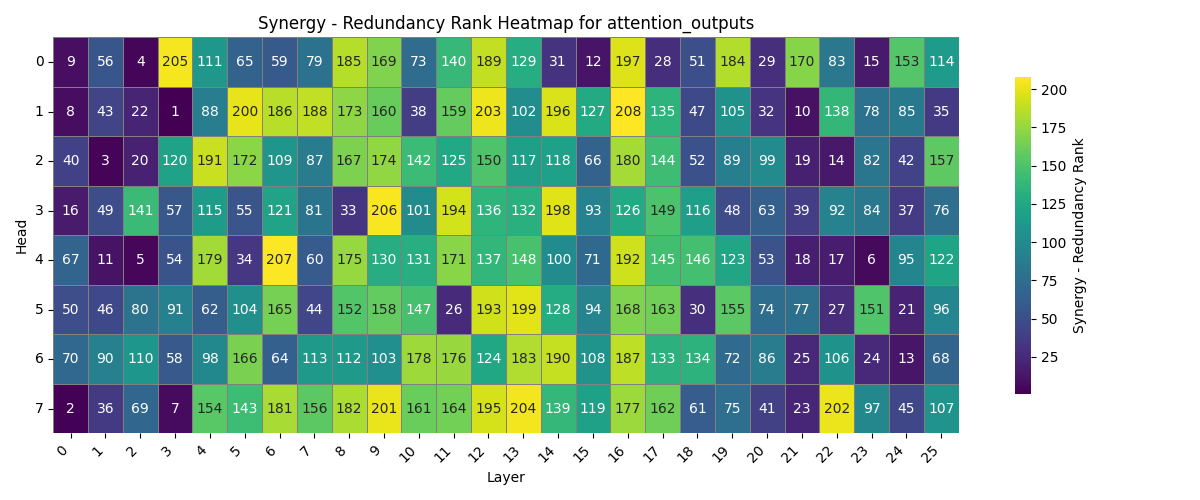 Synergy - Redundancy Rank Heatmap for attention_outputs
0 9 56 4 205 111 65 59 79 185 169 73 140 189 129 31 12 197 28 51 184 29 170 83 15 153 114
1 8 43 22 1 88 200 186 188 173 160 38 159 203 102 196 127 208 135 47 105 32 10 138 78 85 35
2 40 3 20 120 191 172 109 87 167 174 142 125 150 117 118 66 180 144 52 89 99 19 14 82 42 157
3 16 49 141 57 115 55 121 81 33 206 101 194 136 132 198 93 126 149 116 48 63 39 92 84 37 76
4 67 11 5 54 179 34 207 60 175 130 131 171 137 148 100 71 192 145 146 123 53 18 17 6 95 122
5 50 46 80 91 62 104 165 44 152 158 147 26 193 199 128 94 168 163 30 155 74 77 27 151 21 96
6 70 90 110 58 98 166 64 113 112 103 178 176 124 183 190 108 187 133 134 72 86 25 106 24 13 68
7 2 36 69 7 154 143 181 156 182 201 161 164 195 204 139 119 177 162 61 75 41 23 202 97 45 107
0 1 2 3 4 5 6 7 8 9 10 11 12 13 14 15 16 17 18 19 20 21 22 23 24 25
Head
Layer
200
175
150
125
100
75
50
25
Synergy - Redundancy Rank